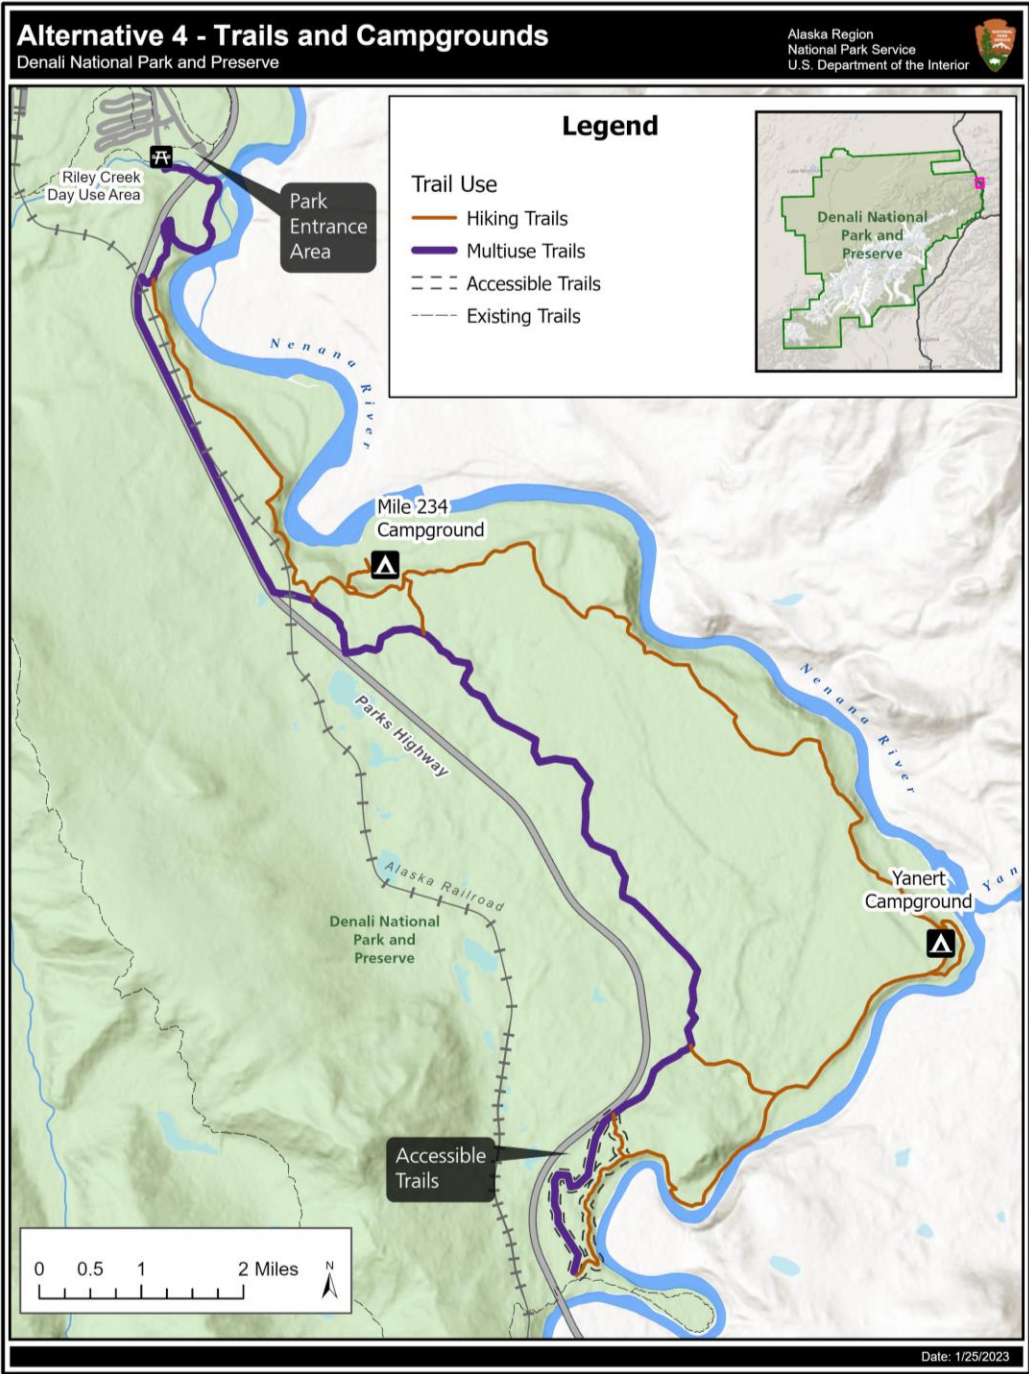 Alternative 4 - Trails and Campgrounds
Denali National Park and Preserve
Alaska Region
National Park Service
U.S. Department of the Interior
Legend
Trail Use
Hiking Trails
Multiuse Trails
Accessible Trails
Existing Trails
Denali National
Park and
Preserve
Riley Creek
Day Use Area
Park
Entrance
Area
Nenana River
Mile 234
Campground
Nenana River
Parks Highway
Yanert
Campground
Yan
Alaska Railroad
Denali National
Park and
Preserve
Accessible
Trails
0 0.5 1 2 Miles
N
Date: 1/25/2023